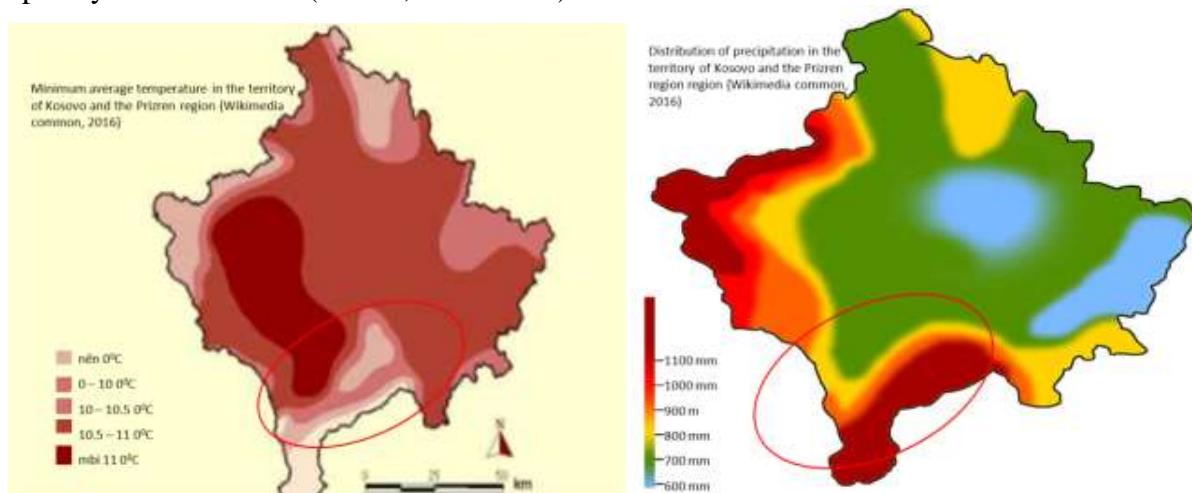 Minimum average temperature in the territory
of Kosovo and the Prizren region (Wikimedia
common, 2016)
nën 0⁰C
0 – 10 0⁰C
10 – 10.5 0⁰C
10.5 – 11 0⁰C
mbi 11 0⁰C
N
0 25 50
km
Distribution of precipitation in the
territory of Kosovo and the Prizren
region region (Wikimedia common,
2016)
1100 mm
1000 mm
900 m
800 mm
700 mm
600 mm